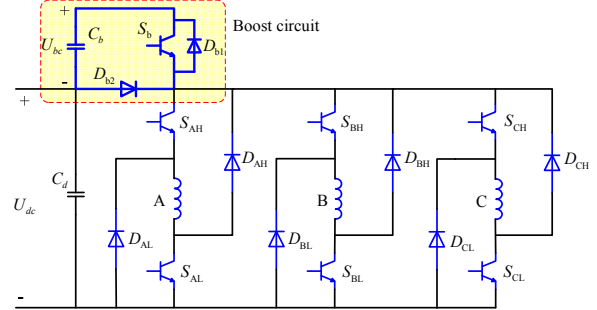 Boost circuit
+
U_bc
C_b
S_b
D_b1
-
D_b2
+
-
S_AH
S_BH
S_CH
D_AH
D_BH
D_CH
C_d
A
B
C
U_dc
D_AL
D_BL
D_CL
S_AL
S_BL
S_CL